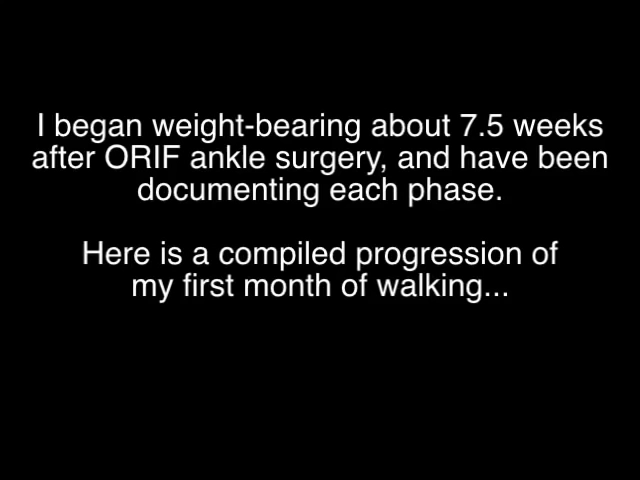 I began weight-bearing about 7.5 weeks
after ORIF ankle surgery, and have been
documenting each phase.
Here is a compiled progression of
my first month of walking...